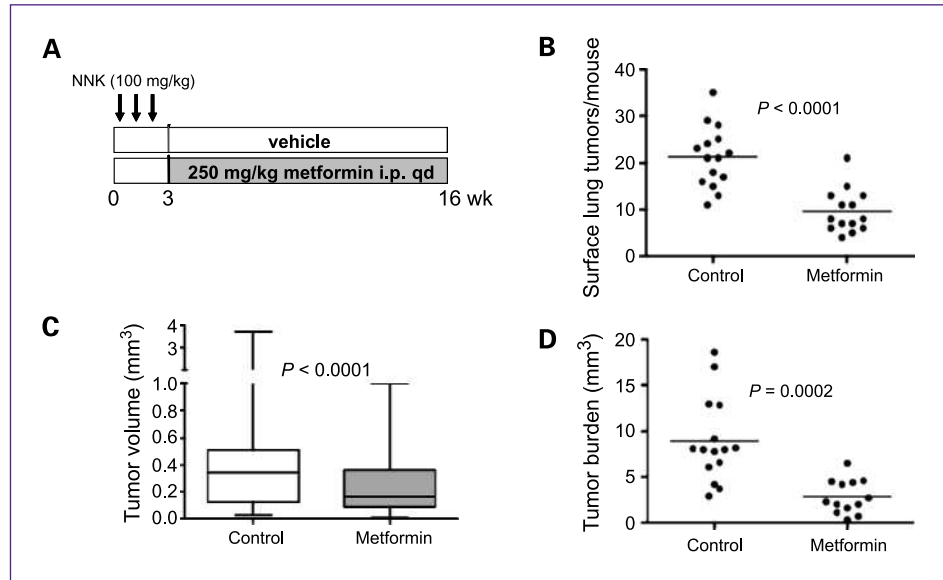 A
NNK (100 mg/kg)
vehicle
250 mg/kg metformin i.p. qd
0 3 16 wk
B
Surface lung tumors/mouse
40
30
20
10
0
P < 0.0001
Control Metformin
C
Tumor volume (mm³)
4
3
1.0
0.8
0.6
0.4
0.2
0.0
P < 0.0001
Control Metformin
D
Tumor burden (mm³)
20
15
10
5
0
P = 0.0002
Control Metformin